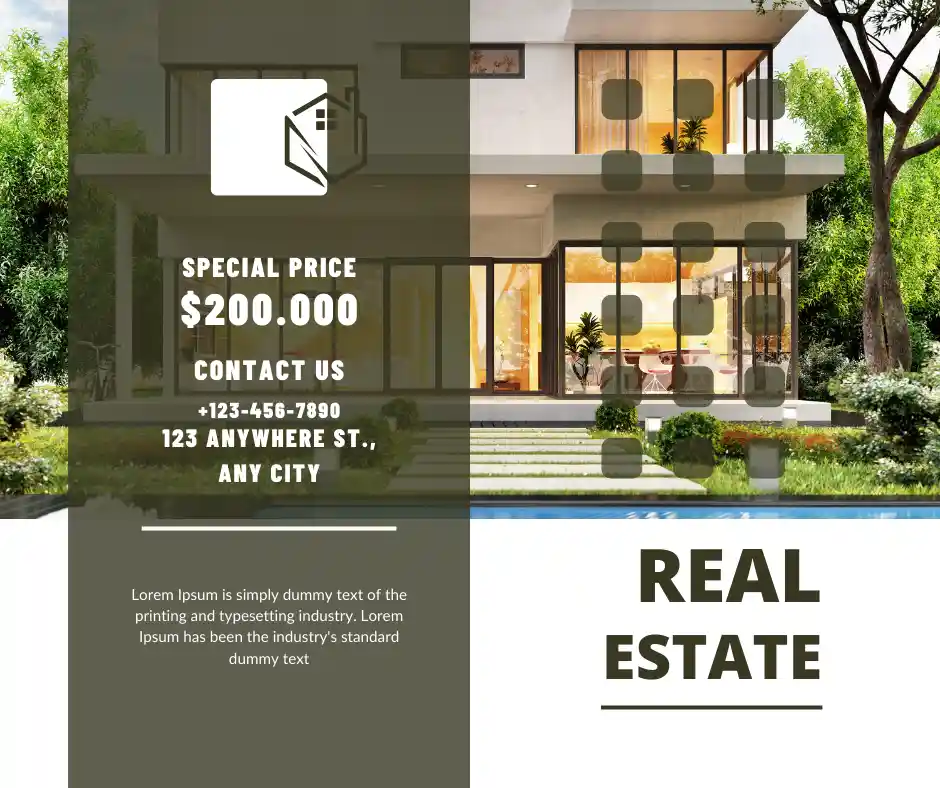 SPECIAL PRICE
$200.000
CONTACT US
+123-456-7890
123 ANYWHERE ST.,
ANY CITY
Lorem Ipsum is simply dummy text of the
printing and typesetting industry. Lorem
Ipsum has been the industry's standard
dummy text
REAL
ESTATE